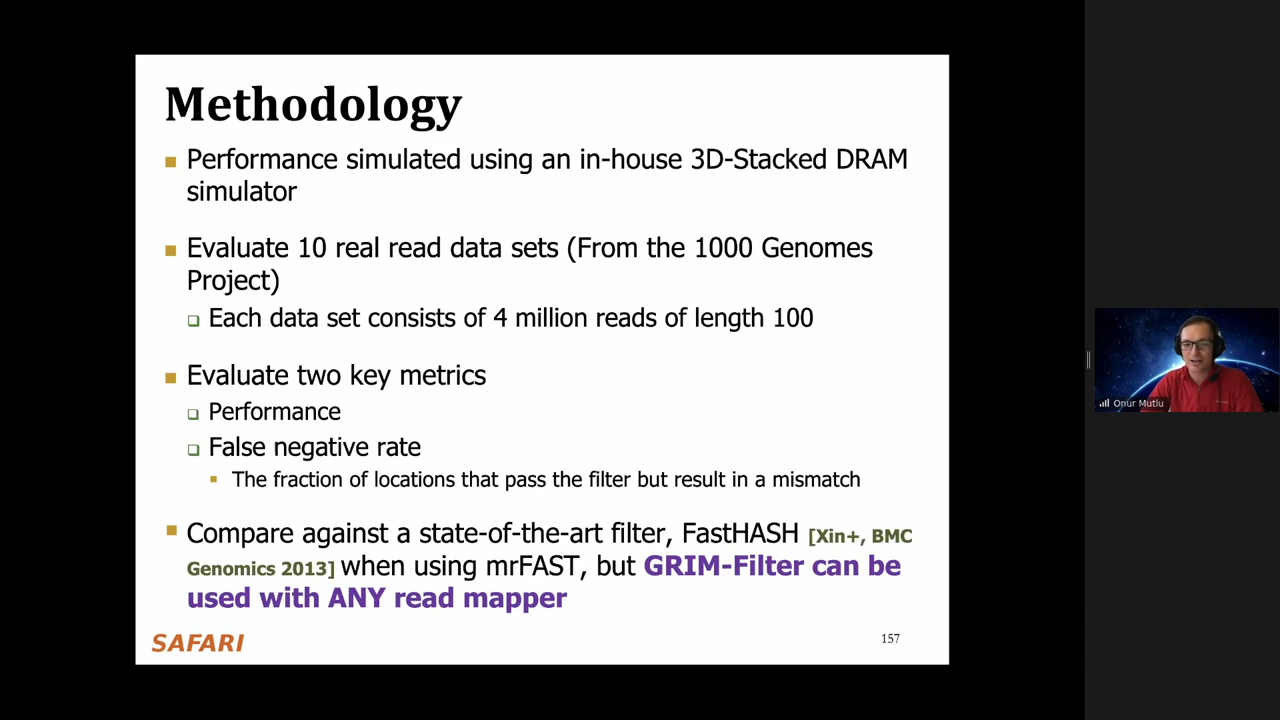 Methodology
Performance simulated using an in-house 3D-Stacked DRAM
simulator
Evaluate 10 real read data sets (From the 1000 Genomes
Project)
Each data set consists of 4 million reads of length 100
Evaluate two key metrics
Performance
False negative rate
The fraction of locations that pass the filter but result in a mismatch
Compare against a state-of-the-art filter, FastHASH [Xin+, BMC
Genomics 2013] when using mrFAST, but GRIM-Filter can be
used with ANY read mapper
SAFARI
157
Onur Mutlu